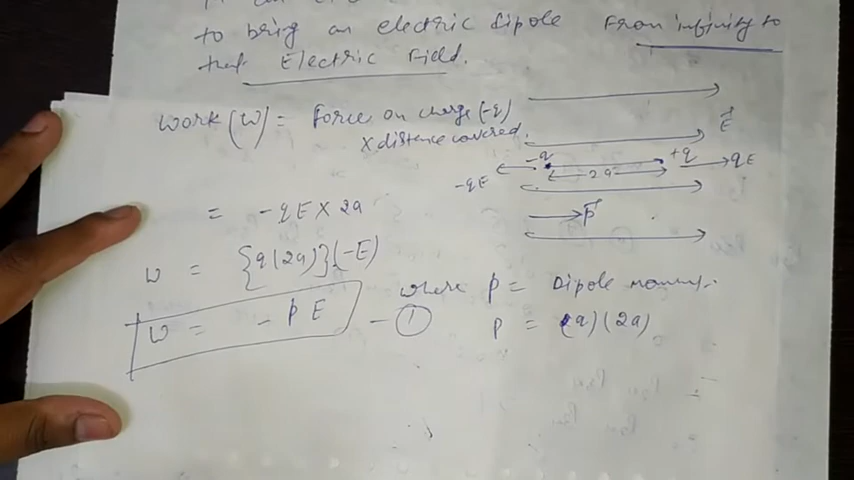 to bring an electric dipole from infinity to
that Electric Field.
Work (W) = Force on charge (-q)
x distance covered.
E
-q
+q
qE
-qE
2a
P
= -qE x 2a
W = {q(2a)}(-E)
W = - PE - 1
where p = Dipole moment.
p = (q)(2a)